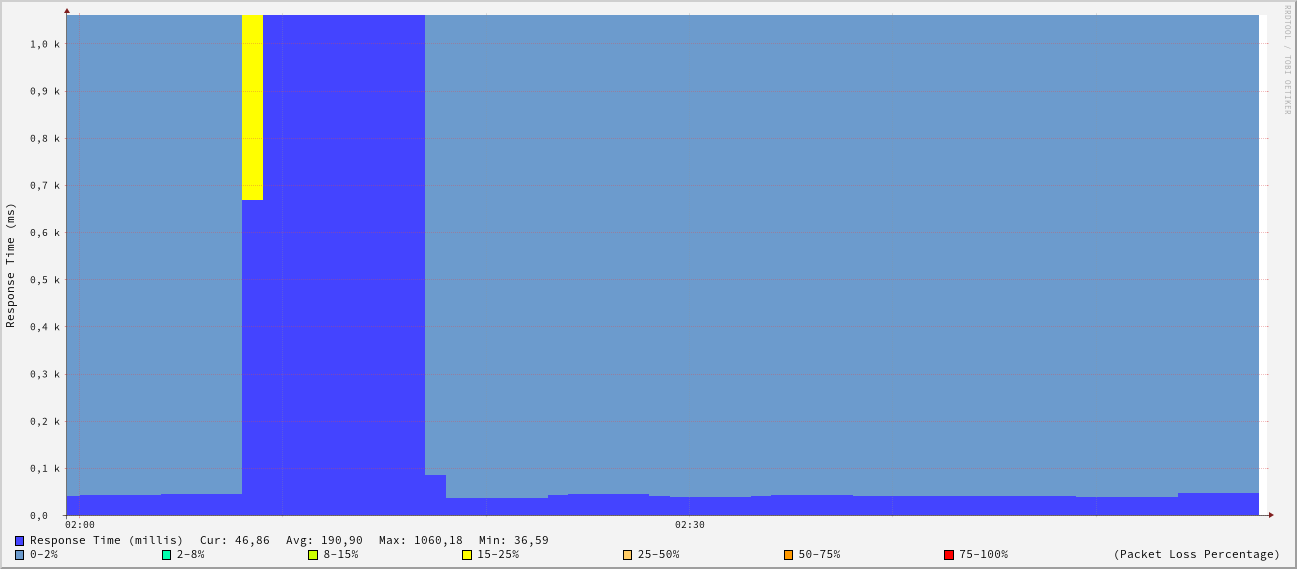 RRDTOOL / TOBI OETIKER
Response Time (ms)
1,0 k
0,9 k
0,8 k
0,7 k
0,6 k
0,5 k
0,4 k
0,3 k
0,2 k
0,1 k
0,0
02:00 02:30
Response Time (millis) Cur: 46,86 Avg: 190,90 Max: 1060,18 Min: 36,59
0-2% 2-8% 8-15% 15-25% 25-50% 50-75% 75-100% (Packet Loss Percentage)